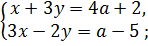 x + 3y = 4a + 2,
3x − 2y = a − 5 ;